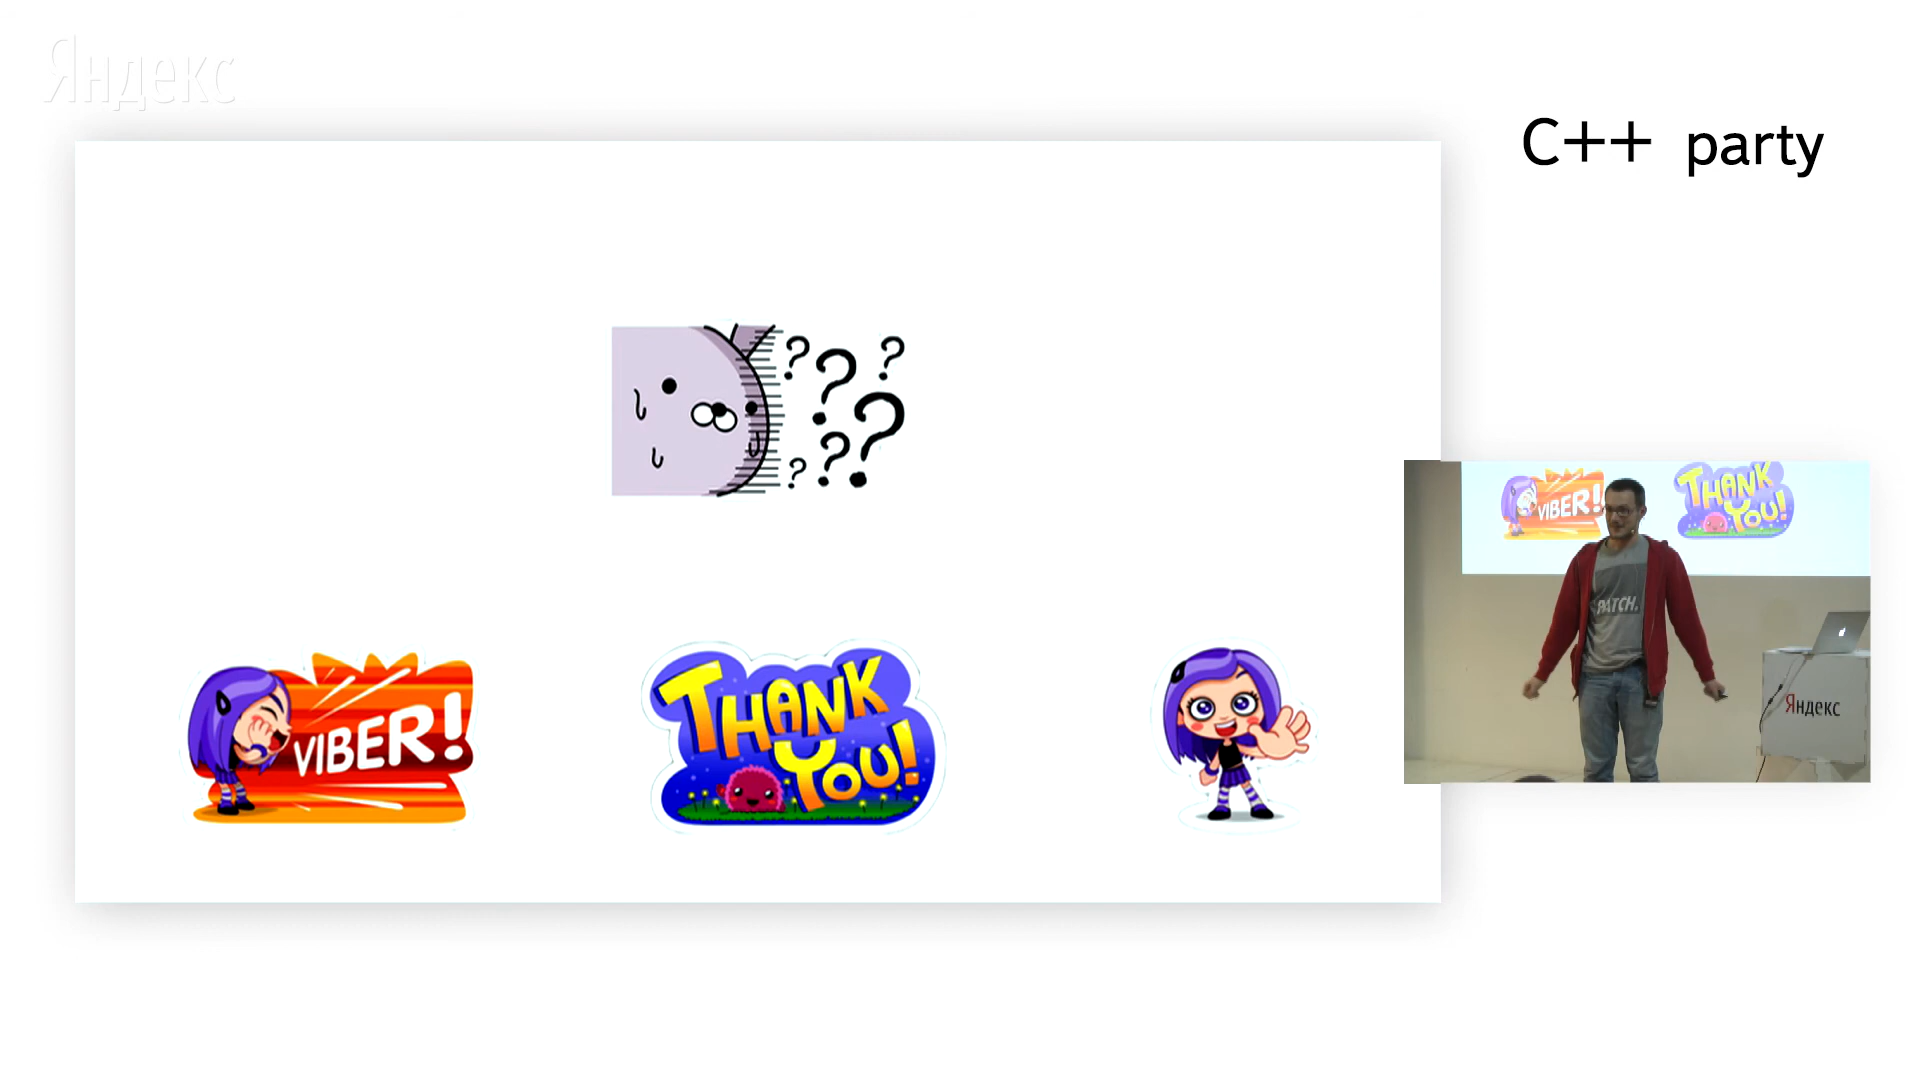 Яндекс
C++ party
? ? ? ? ? ? ?
VIBER!
THANK
YOU!
VIBER!
THANK
YOU!
PATCH.
Яндекс